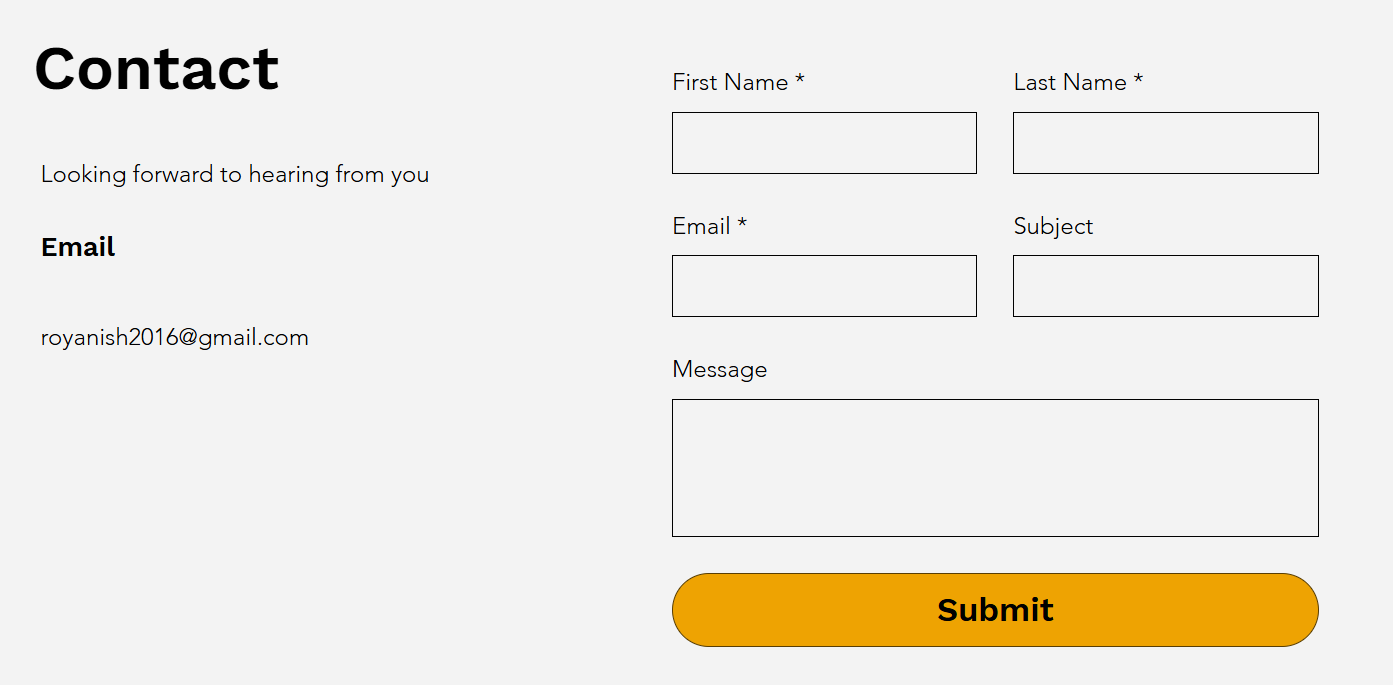 Contact
Looking forward to hearing from you
Email
royanish2016@gmail.com
First Name *
Last Name *
Email *
Subject
Message
Submit